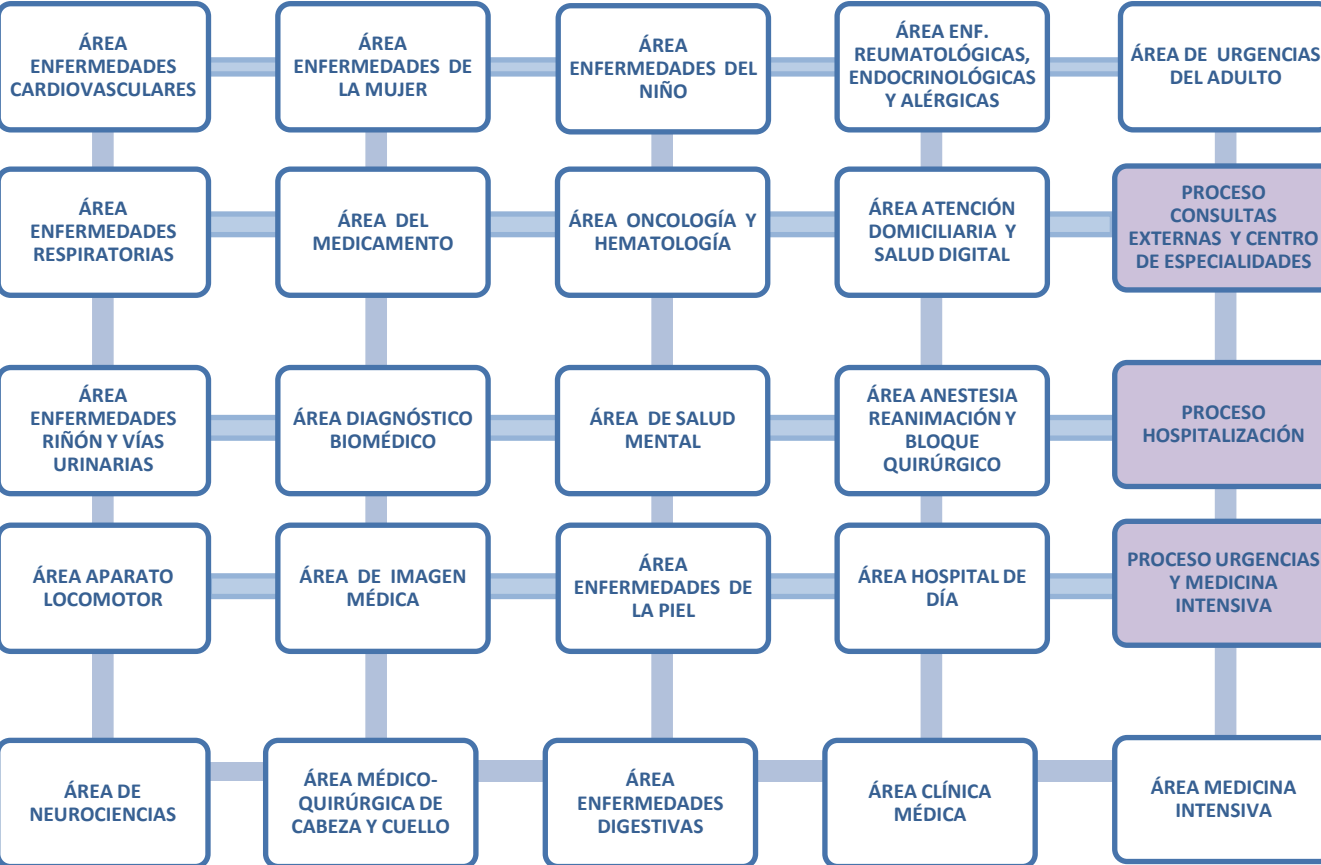 ÁREA
ENFERMEDADES
CARDIOVASCULARES
ÁREA
ENFERMEDADES DE
LA MUJER
ÁREA
ENFERMEDADES DEL
NIÑO
ÁREA ENF.
REUMATOLÓGICAS,
ENDOCRINOLÓGICAS
Y ALÉRGICAS
ÁREA DE URGENCIAS
DEL ADULTO
ÁREA
ENFERMEDADES
RESPIRATORIAS
ÁREA DEL
MEDICAMENTO
ÁREA ONCOLOGÍA Y
HEMATOLOGÍA
ÁREA ATENCIÓN
DOMICILIARIA Y
SALUD DIGITAL
PROCESO
CONSULTAS
EXTERNAS Y CENTRO
DE ESPECIALIDADES
ÁREA
ENFERMEDADES
RIÑÓN Y VÍAS
URINARIAS
ÁREA DIAGNÓSTICO
BIOMÉDICO
ÁREA DE SALUD
MENTAL
ÁREA ANESTESIA
REANIMACIÓN Y
BLOQUE
QUIRÚRGICO
PROCESO
HOSPITALIZACIÓN
ÁREA APARATO
LOCOMOTOR
ÁREA DE IMAGEN
MÉDICA
ÁREA
ENFERMEDADES DE
LA PIEL
ÁREA HOSPITAL DE
DÍA
PROCESO URGENCIAS
Y MEDICINA
INTENSIVA
ÁREA DE
NEUROCIENCIAS
ÁREA MÉDICO-
QUIRÚRGICA DE
CABEZA Y CUELLO
ÁREA
ENFERMEDADES
DIGESTIVAS
ÁREA CLÍNICA
MÉDICA
ÁREA MEDICINA
INTENSIVA